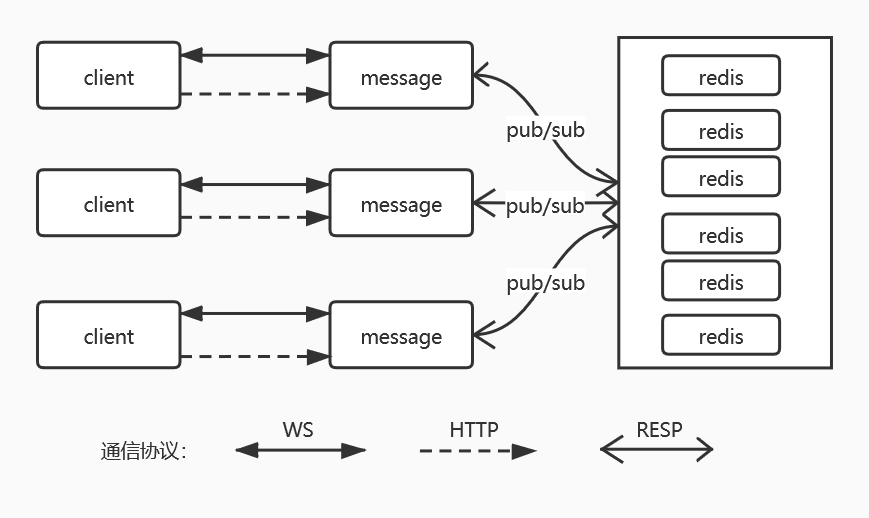 client
message
redis
redis
pub/sub
redis
client
message
pub/sub
redis
pub/sub
redis
client
message
redis
通信协议：
WS
HTTP
RESP